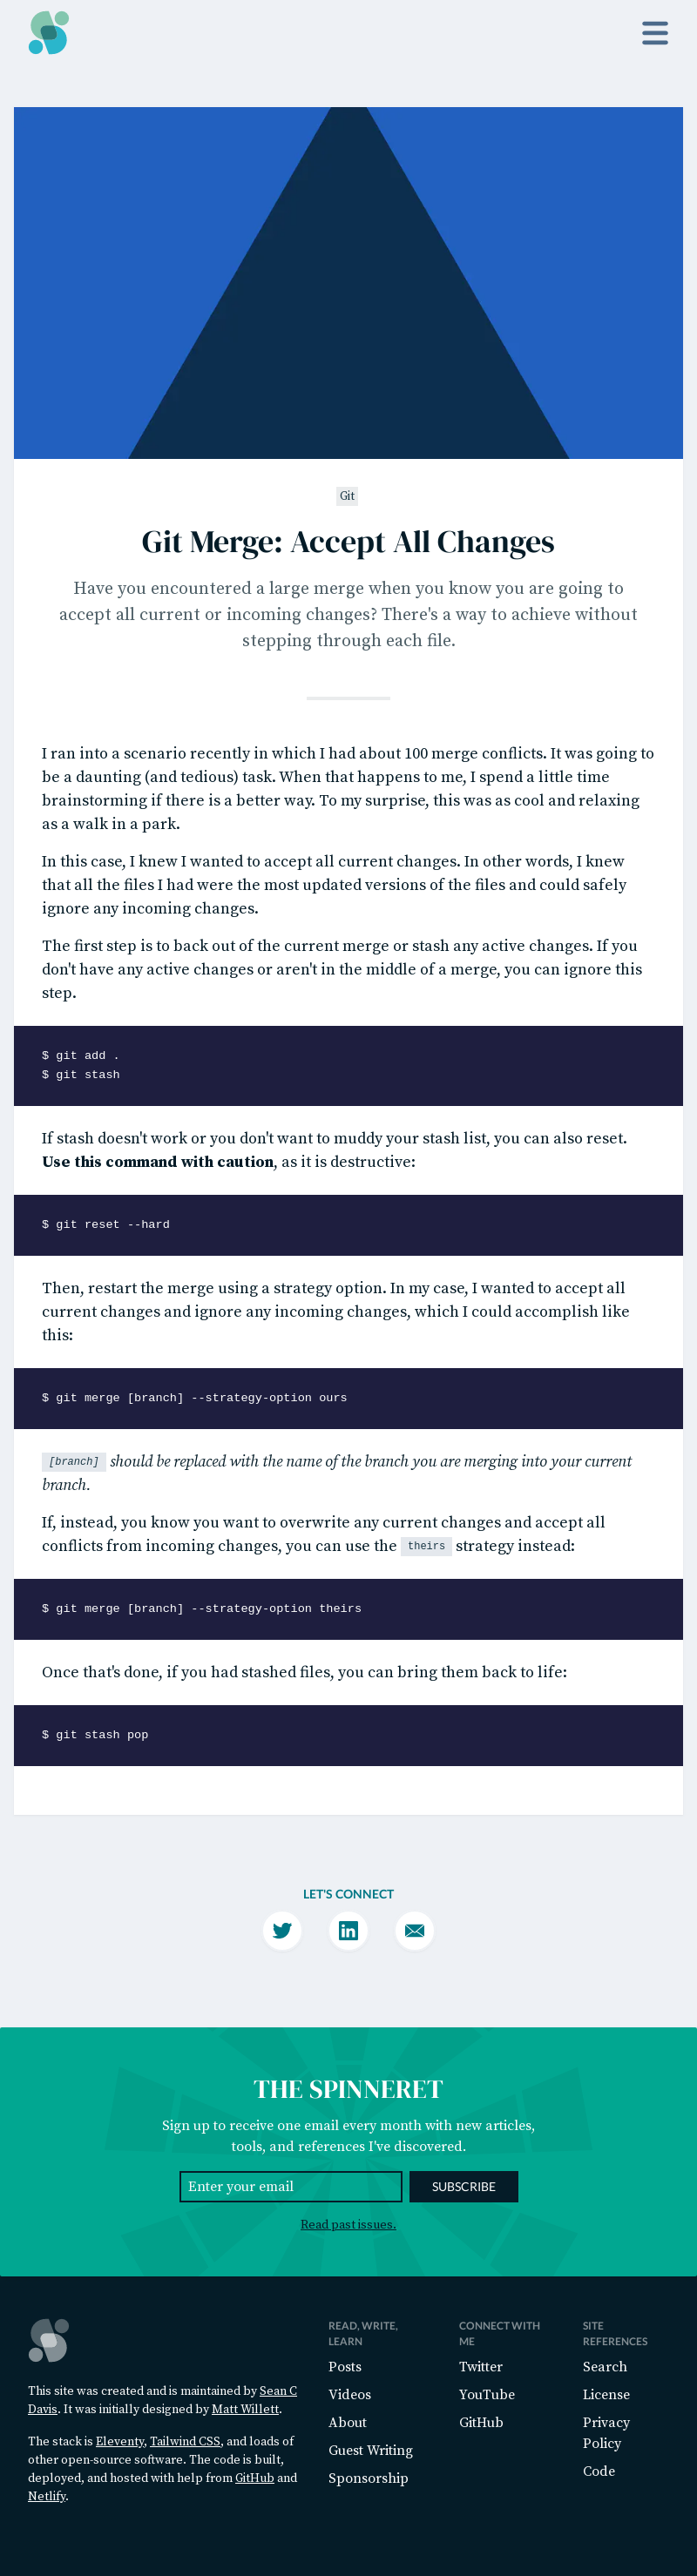 Git
Git Merge: Accept All Changes
Have you encountered a large merge when you know you are going to
accept all current or incoming changes? There's a way to achieve without
stepping through each file.
I ran into a scenario recently in which I had about 100 merge conflicts. It was going to
be a daunting (and tedious) task. When that happens to me, I spend a little time
brainstorming if there is a better way. To my surprise, this was as cool and relaxing
as a walk in a park.
In this case, I knew I wanted to accept all current changes. In other words, I knew
that all the files I had were the most updated versions of the files and could safely
ignore any incoming changes.
The first step is to back out of the current merge or stash any active changes. If you
don't have any active changes or aren't in the middle of a merge, you can ignore this
step.
$ git add .
$ git stash
If stash doesn't work or you don't want to muddy your stash list, you can also reset.
Use this command with caution, as it is destructive:
$ git reset --hard
Then, restart the merge using a strategy option. In my case, I wanted to accept all
current changes and ignore any incoming changes, which I could accomplish like
this:
$ git merge [branch] --strategy-option ours
[branch] should be replaced with the name of the branch you are merging into your current
branch.
If, instead, you know you want to overwrite any current changes and accept all
conflicts from incoming changes, you can use the theirs strategy instead:
$ git merge [branch] --strategy-option theirs
Once that's done, if you had stashed files, you can bring them back to life:
$ git stash pop
LET'S CONNECT
THE SPINNERET
Sign up to receive one email every month with new articles,
tools, and references I've discovered.
Enter your email
SUBSCRIBE
Read past issues.
This site was created and is maintained by Sean C
Davis. It was initially designed by Matt Willett.
The stack is Eleventy, Tailwind CSS, and loads of
other open-source software. The code is built,
deployed, and hosted with help from GitHub and
Netlify.
READ, WRITE,
LEARN
Posts
Videos
About
Guest Writing
Sponsorship
CONNECT WITH
ME
Twitter
YouTube
GitHub
SITE
REFERENCES
Search
License
Privacy
Policy
Code